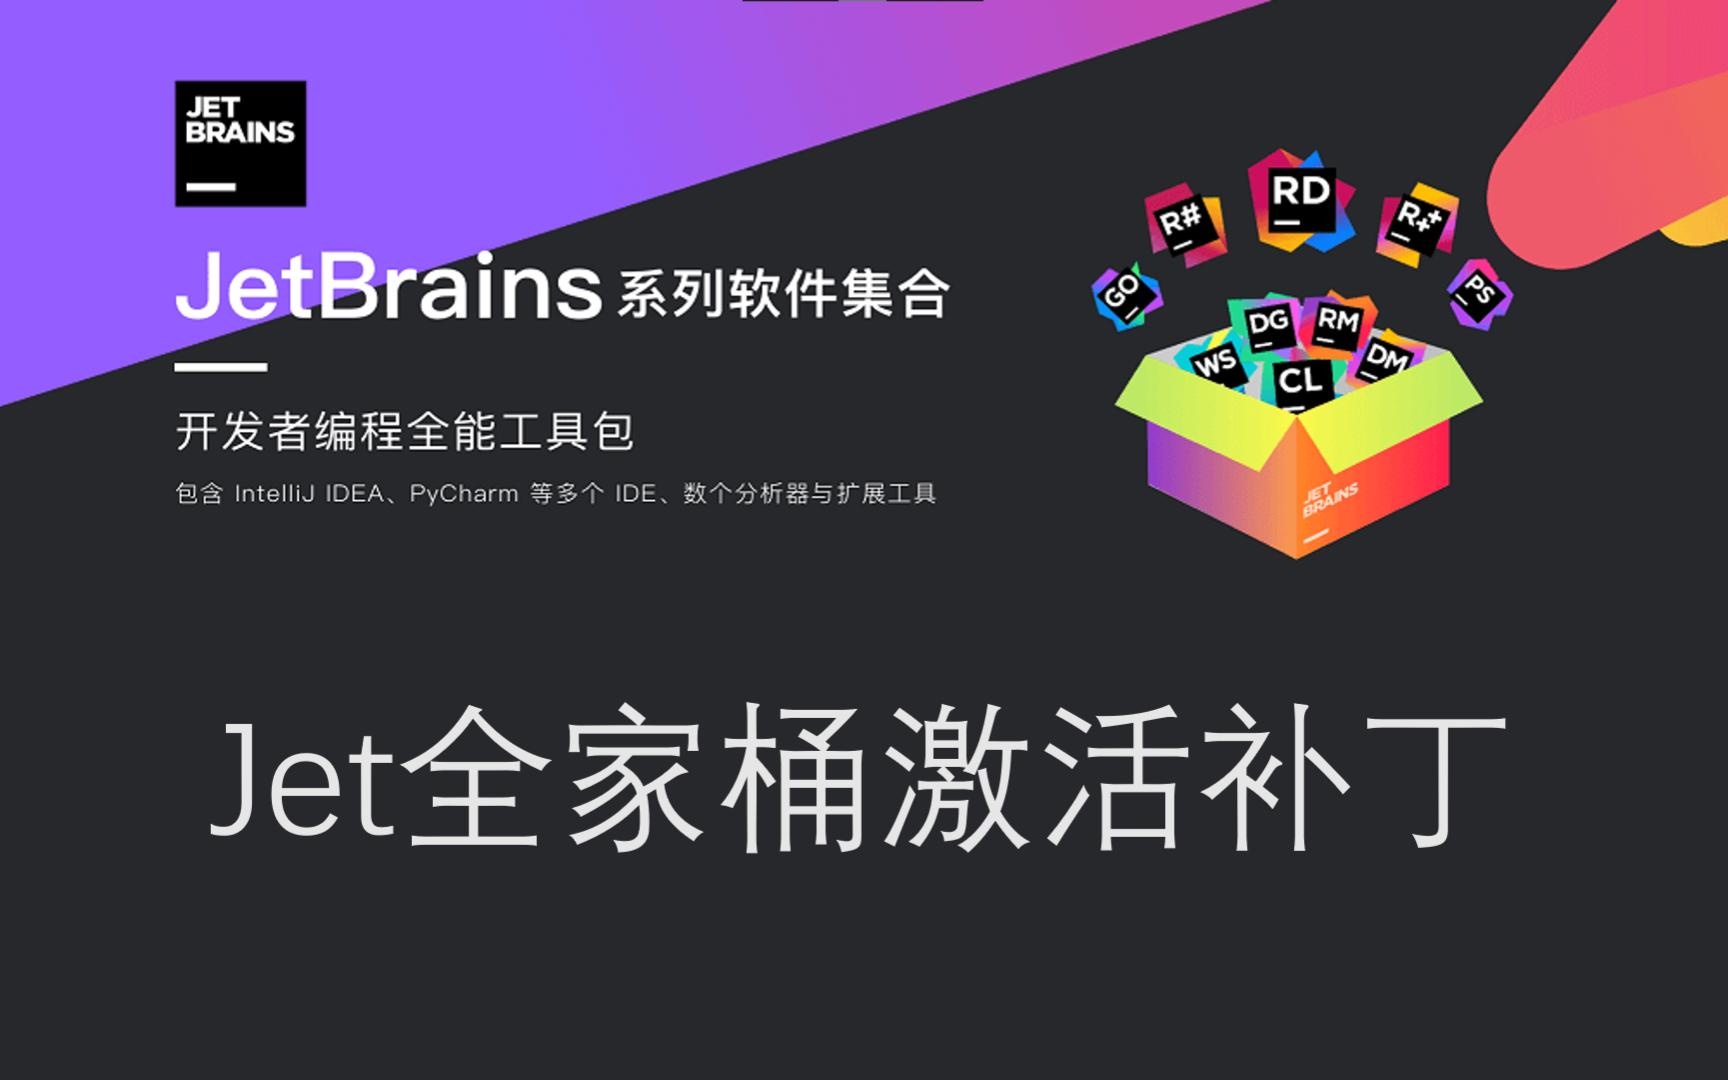 JET
BRAINS
JetBrains 系列软件集合
开发者编程全能工具包
包含 IntelliJ IDEA、PyCharm 等多个 IDE、数个分析器与扩展工具
R#
RD
R++
GO
PS
DG
RM
WS
CL
DM
JET
BRAINS
Jet全家桶激活补丁